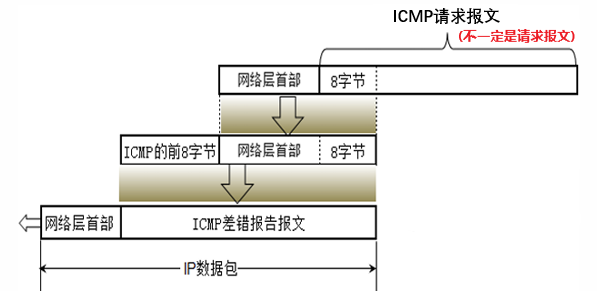 ICMP请求报文
(不一定是请求报文)
网络层首部 8字节
ICMP的前8字节 网络层首部 8字节
网络层首部 ICMP差错报告报文
IP数据包